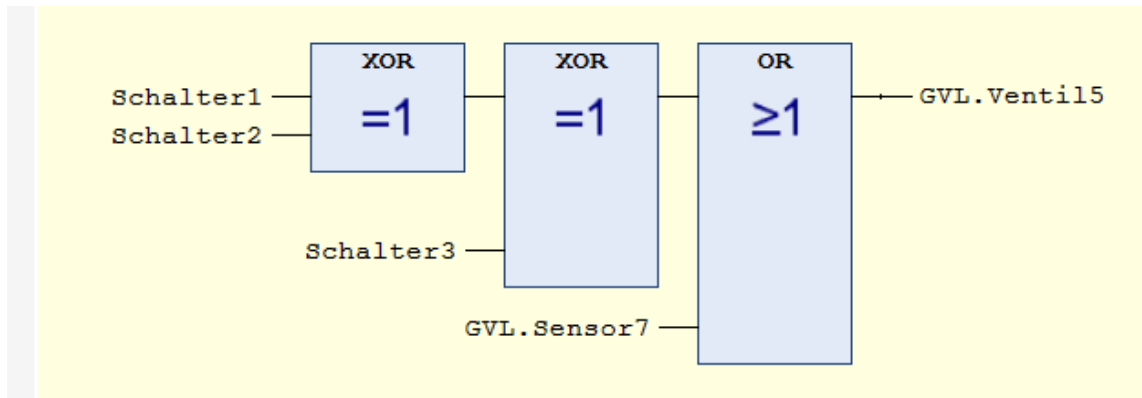 XOR XOR OR
Schalter1 =1 =1 ≥1 GVL.Ventil5
Schalter2
Schalter3
GVL.Sensor7